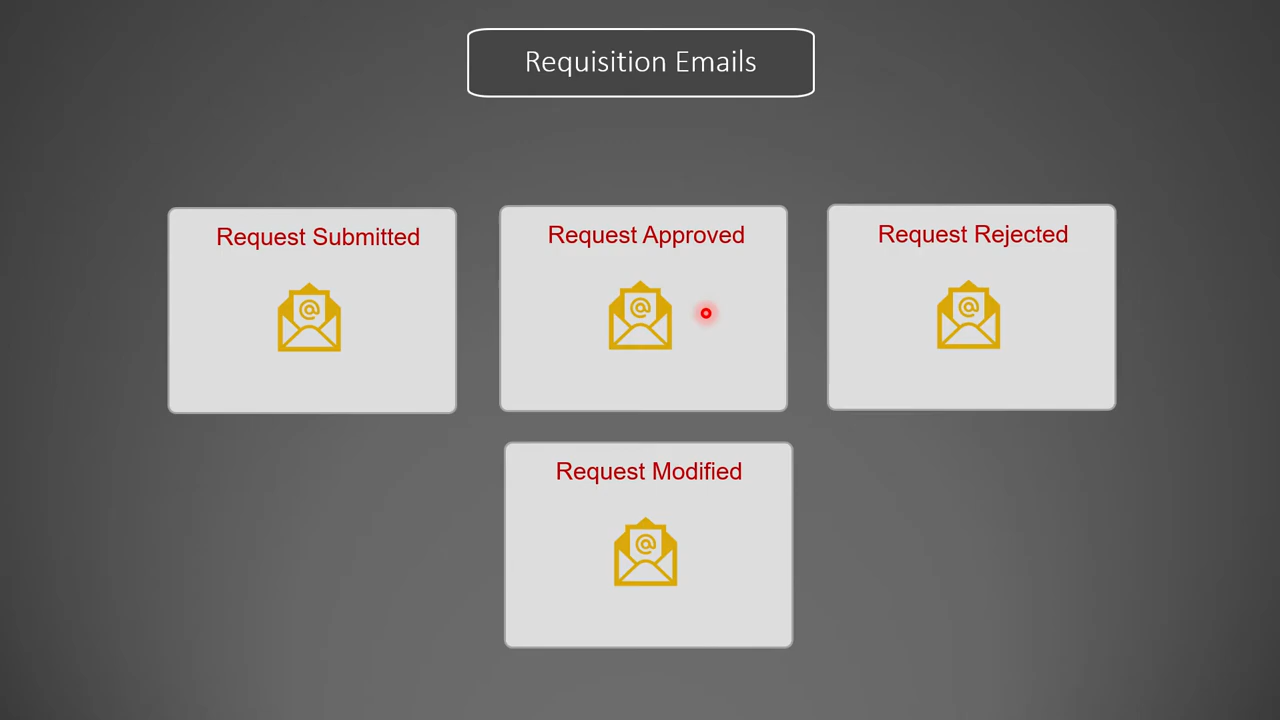 Requisition Emails
Request Submitted
Request Approved
Request Rejected
@
@
@
Request Modified
@